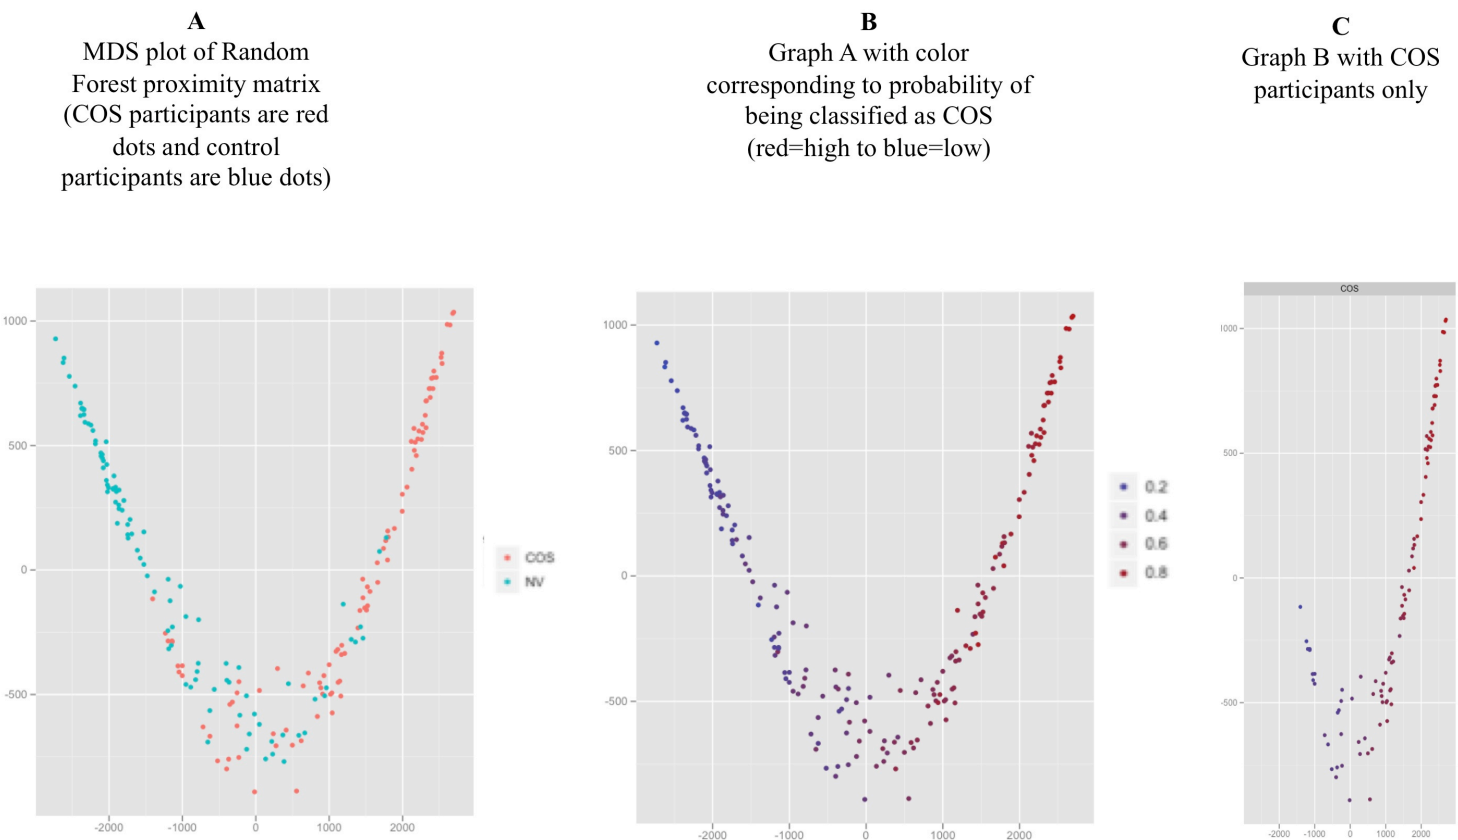 A
MDS plot of Random
Forest proximity matrix
(COS participants are red
dots and control
participants are blue dots)
B
Graph A with color
corresponding to probability of
being classified as COS
(red=high to blue=low)
C
Graph B with COS
participants only
1000
500
0
-500
-2000 -1000 0 1000 2000
COS
NV
1000
500
0
-500
-2000 -1000 0 1000 2000
0.2
0.4
0.6
0.8
COS
1000
500
0
-500
-2000 -1000 0 1000 2000